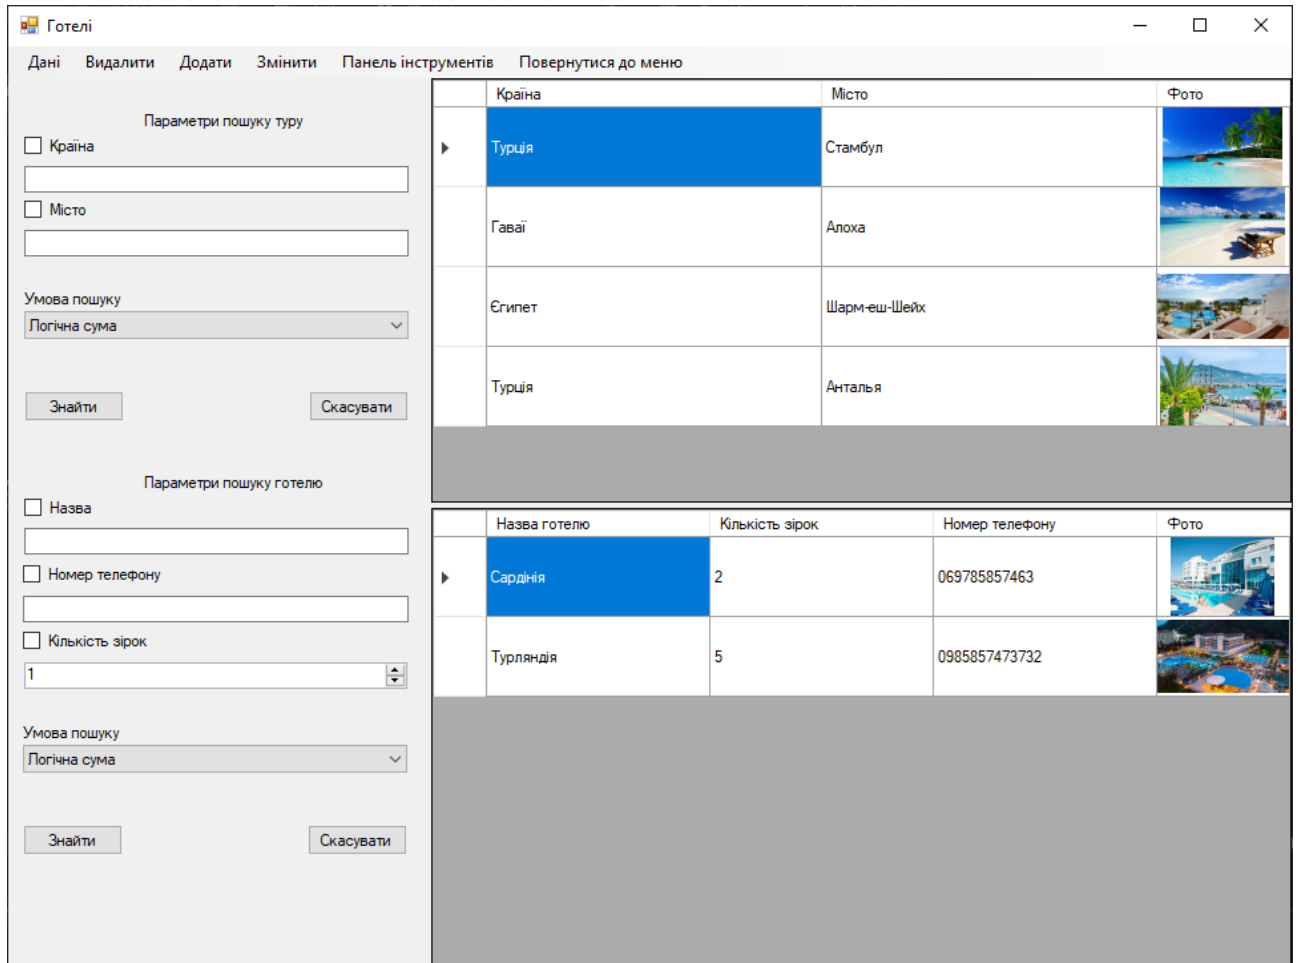 Готелі
Дані Видалити Додати Змінити Панель інструментів Повернутися до меню
Параметри пошуку туру
Країна
Місто
Умова пошуку
Логічна сума
Знайти Скасувати
Параметри пошуку готелю
Назва
Номер телефону
Кількість зірок
1
Умова пошуку
Логічна сума
Знайти Скасувати
Країна Місто Фото
Турція Стамбул
Гаваї Алоха
Єгипет Шарм-еш-Шейх
Турція Анталья
Назва готелю Кількість зірок Номер телефону Фото
Сардінія 2 069785857463
Турляндія 5 0985857473732